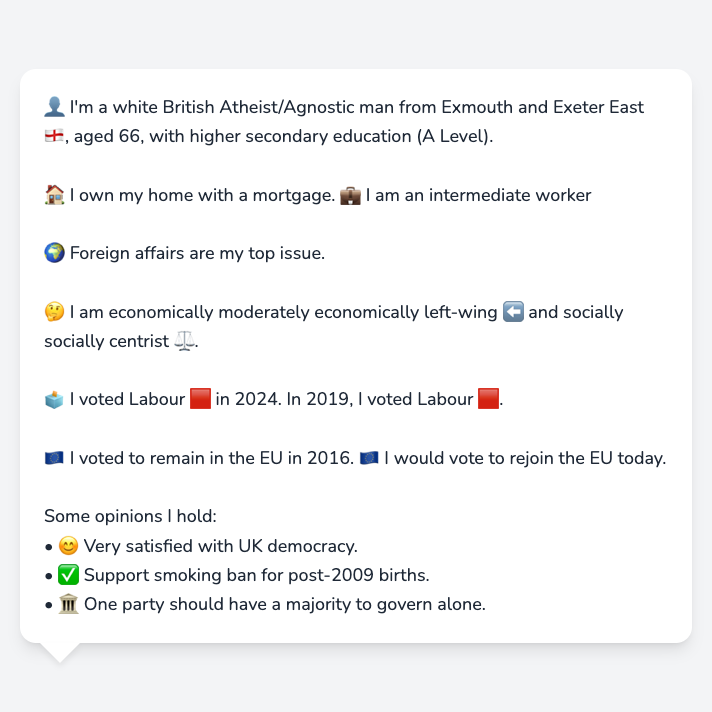 👤 I'm a white British Atheist/Agnostic man from Exmouth and Exeter East
🏴󠁧󠁢󠁥󠁮󠁧󠁿, aged 66, with higher secondary education (A Level).
🏠 I own my home with a mortgage. 💼 I am an intermediate worker
🌍 Foreign affairs are my top issue.
🤔 I am economically moderately economically left-wing ⬅️ and socially
socially centrist ⚖️.
🗳️ I voted Labour 🟥 in 2024. In 2019, I voted Labour 🟥.
🇪🇺 I voted to remain in the EU in 2016. 🇪🇺 I would vote to rejoin the EU today.
Some opinions I hold:
• 😊 Very satisfied with UK democracy.
• ✅ Support smoking ban for post-2009 births.
• 🏛️ One party should have a majority to govern alone.